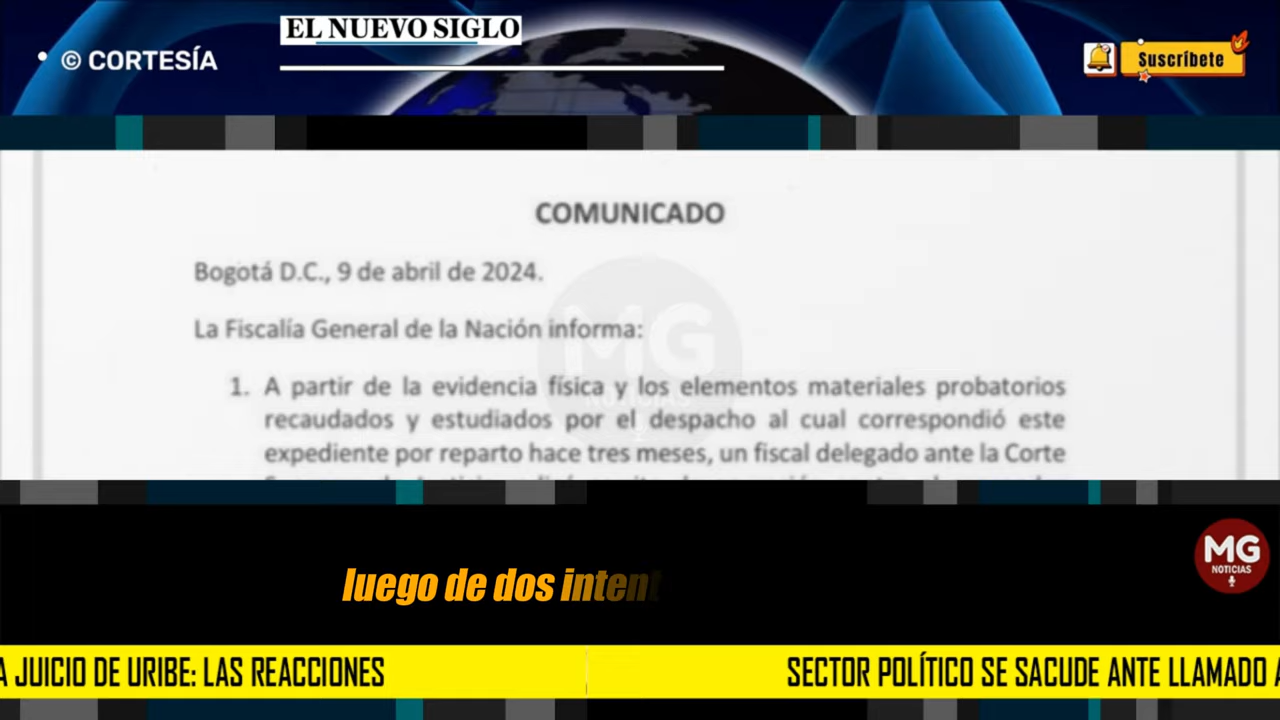 EL NUEVO SIGLO
© CORTESÍA
Suscríbete
COMUNICADO
Bogotá D.C., 9 de abril de 2024.
La Fiscalía General de la Nación informa:
1. A partir de la evidencia física y los elementos materiales probatorios
recaudados y estudiados por el despacho al cual correspondió este
expediente por reparto hace tres meses, un fiscal delegado ante la Corte
MG
NOTICIAS
luego de dos intent
MG
NOTICIAS
A JUICIO DE URIBE: LAS REACCIONES
SECTOR POLÍTICO SE SACUDE ANTE LLAMADO A